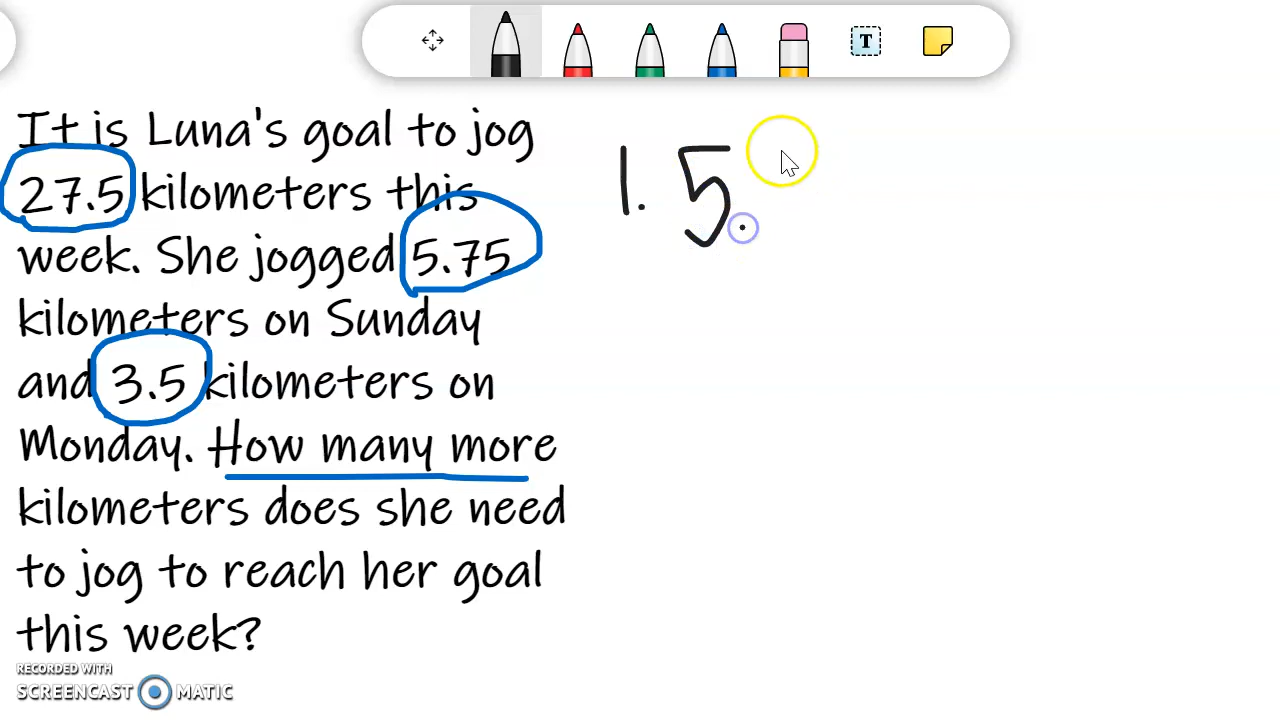 T
It is Luna's goal to jog
27.5 kilometers this
week. She jogged 5.75
kilometers on Sunday
and 3.5 kilometers on
Monday. How many more
kilometers does she need
to jog to reach her goal
this week?
1. 5.
RECORDED WITH
SCREENCAST MATIC